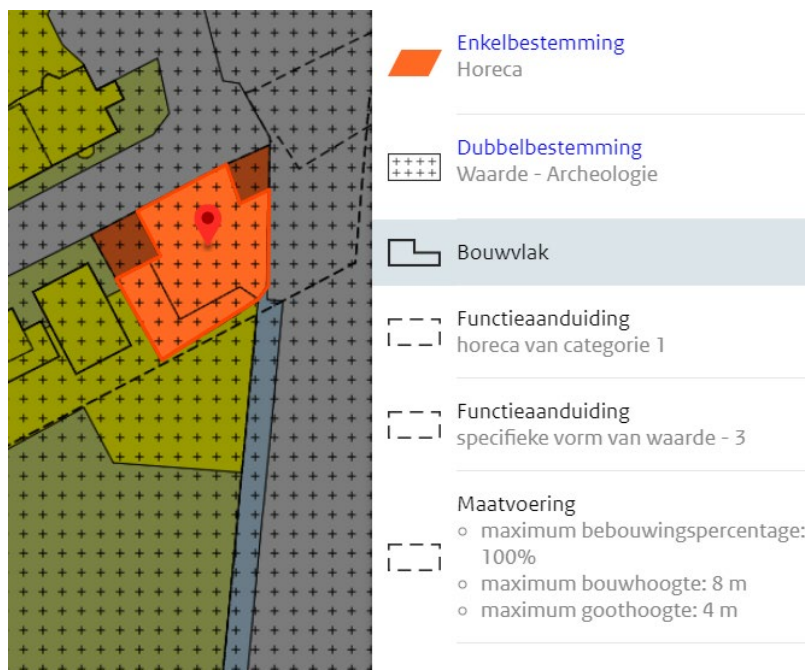 Enkelbestemming
Horeca
Dubbelbestemming
Waarde - Archeologie
Bouwvlak
Functieaanduiding
horeca van categorie 1
Functieaanduiding
specifieke vorm van waarde - 3
Maatvoering
maximum bebouwingspercentage:
100%
maximum bouwhoogte: 8 m
maximum goothoogte: 4 m